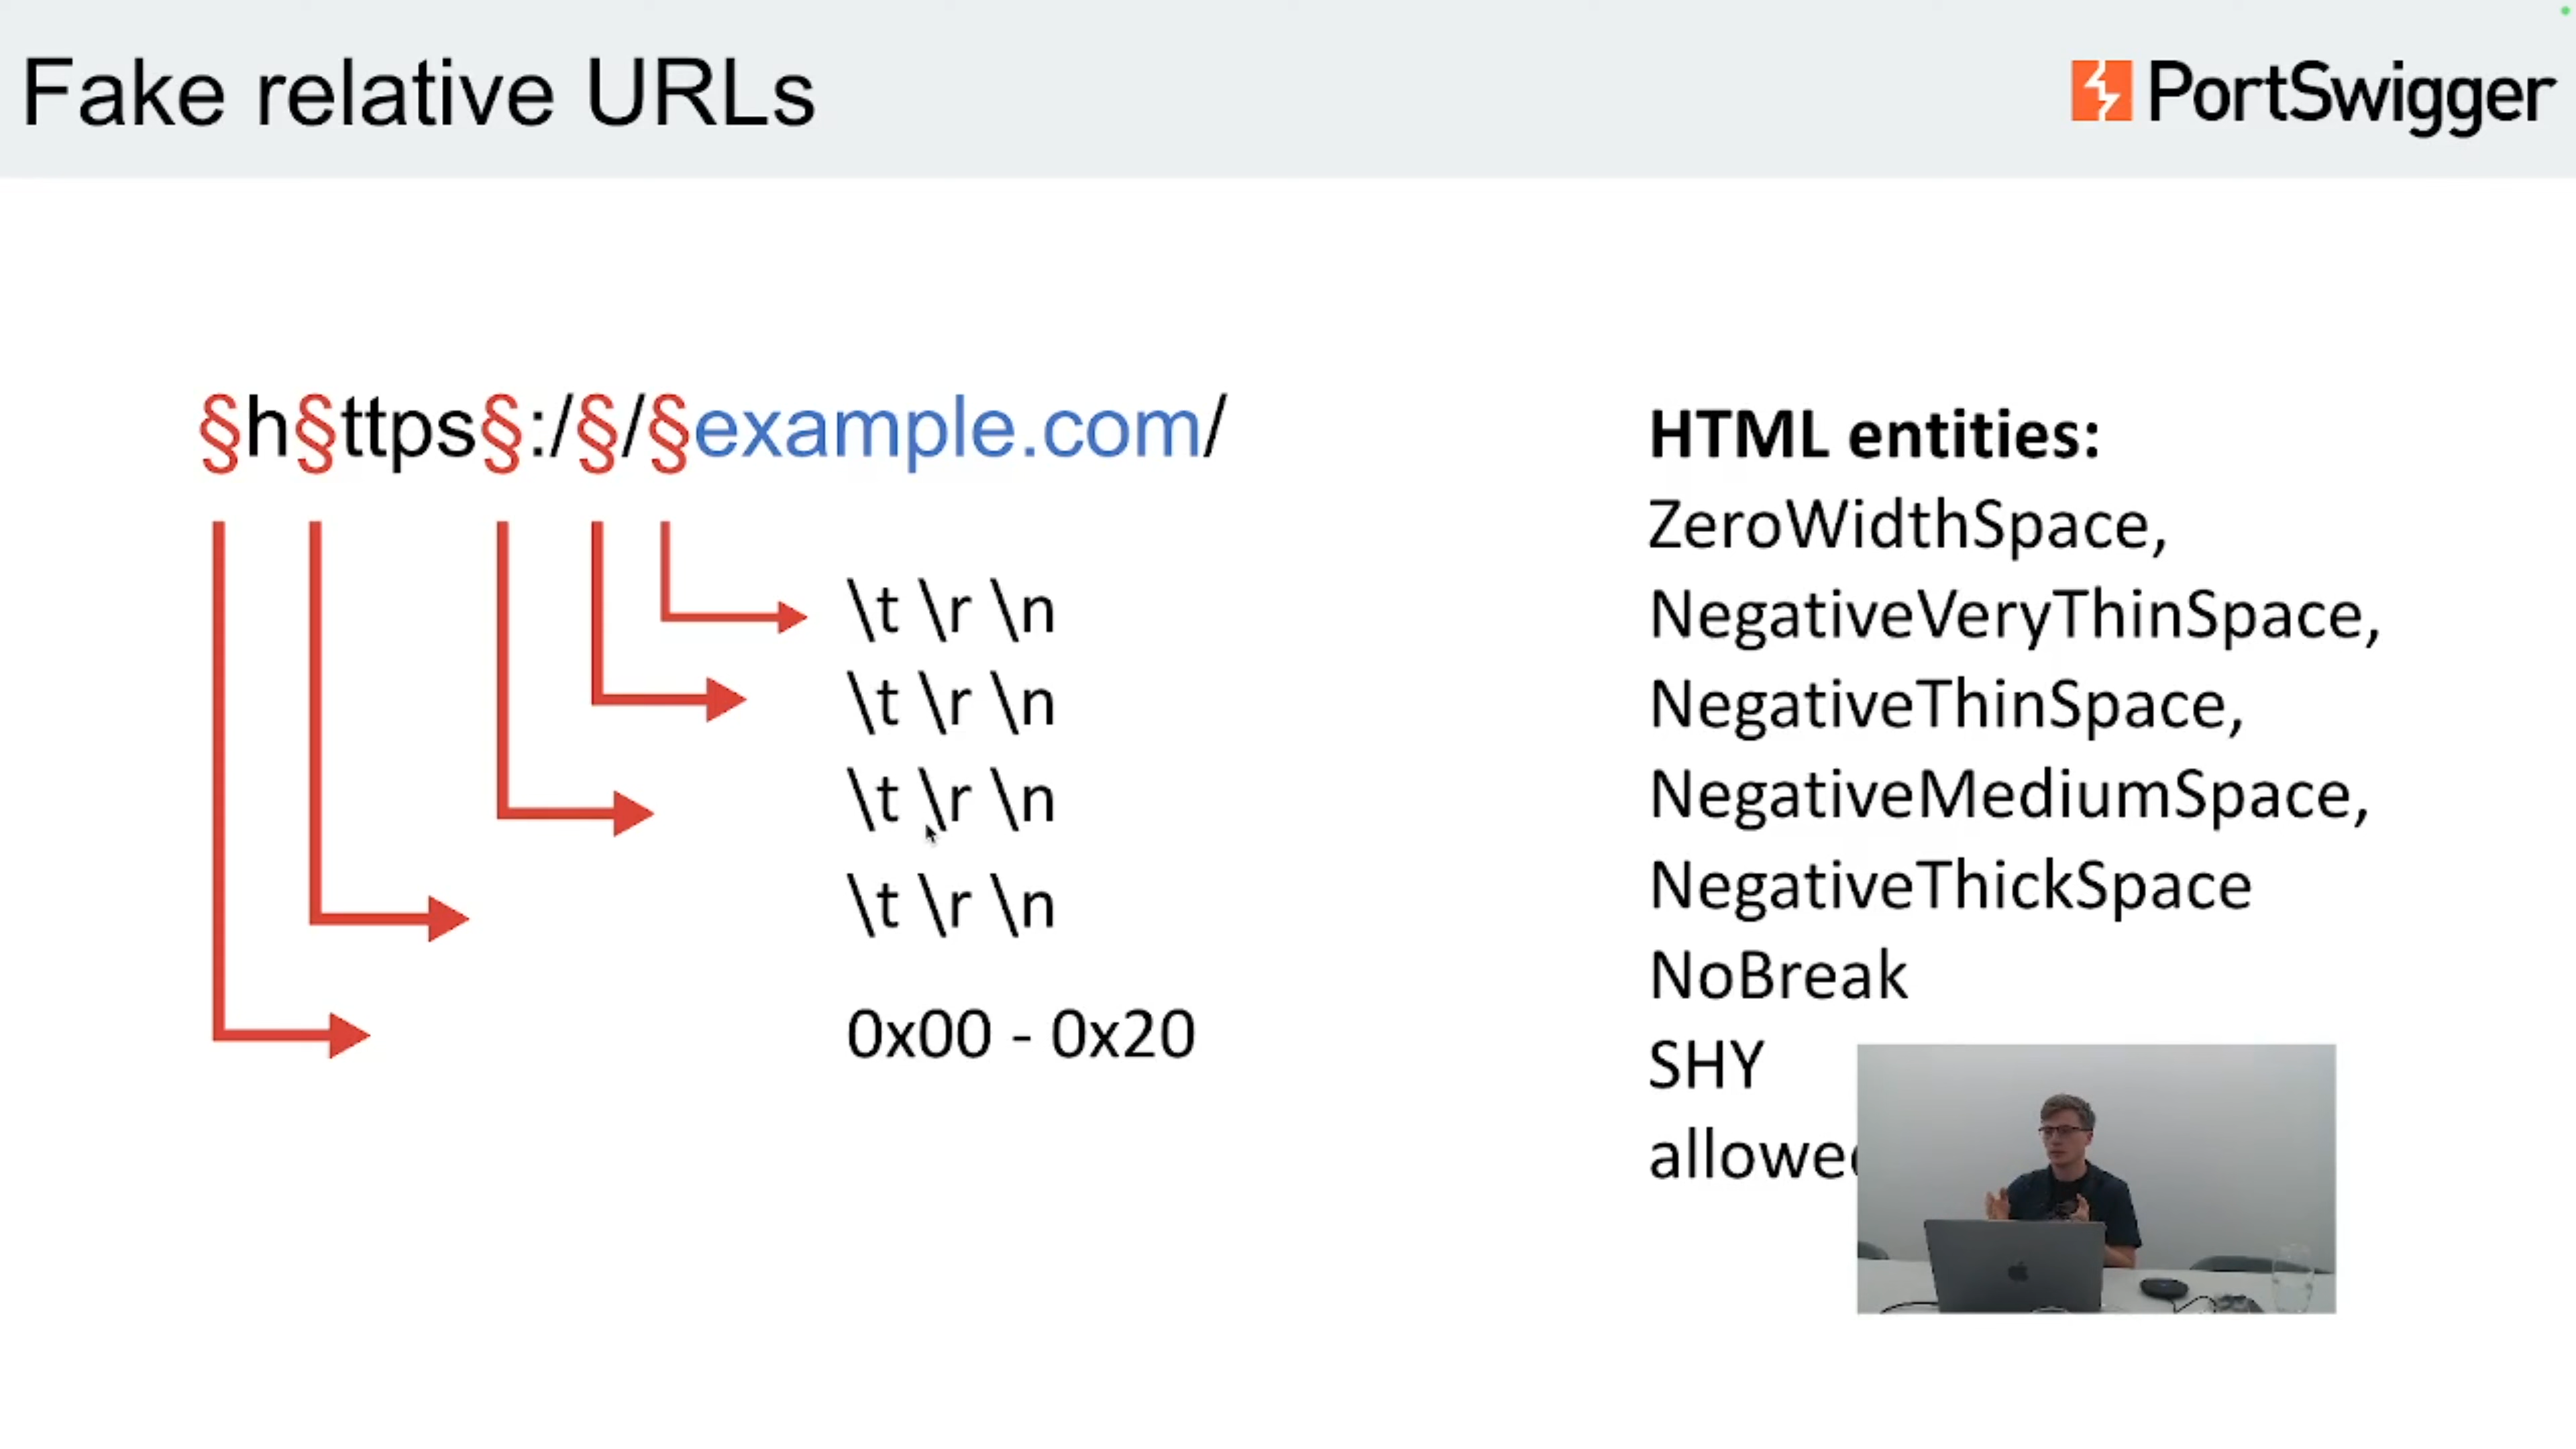 Fake relative URLs
PortSwigger
§h§ttps§:/§/§example.com/
\t \r \n
\t \r \n
\t \r \n
\t \r \n
0x00 - 0x20
HTML entities:
ZeroWidthSpace,
NegativeVeryThinSpace,
NegativeThinSpace,
NegativeMediumSpace,
NegativeThickSpace
NoBreak
SHY